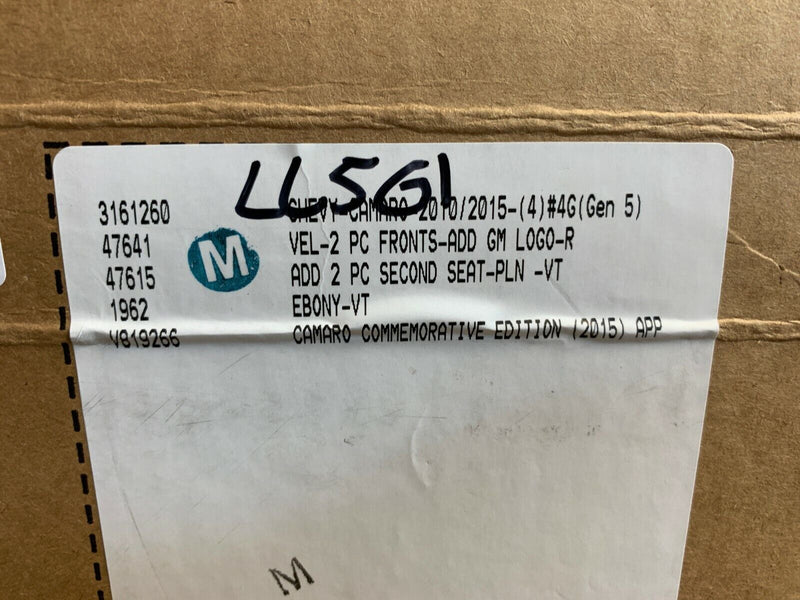 LL5G1
3161260 CHEVY-CAMARO 2010/2015-(4)#4G(Gen 5)
47641 VEL-2 PC FRONTS-ADD GM LOGO-R
M
47615 ADD 2 PC SECOND SEAT-PLN -VT
1962 EBONY-VT
V819266 CAMARO COMMEMORATIVE EDITION (2015) APP
M